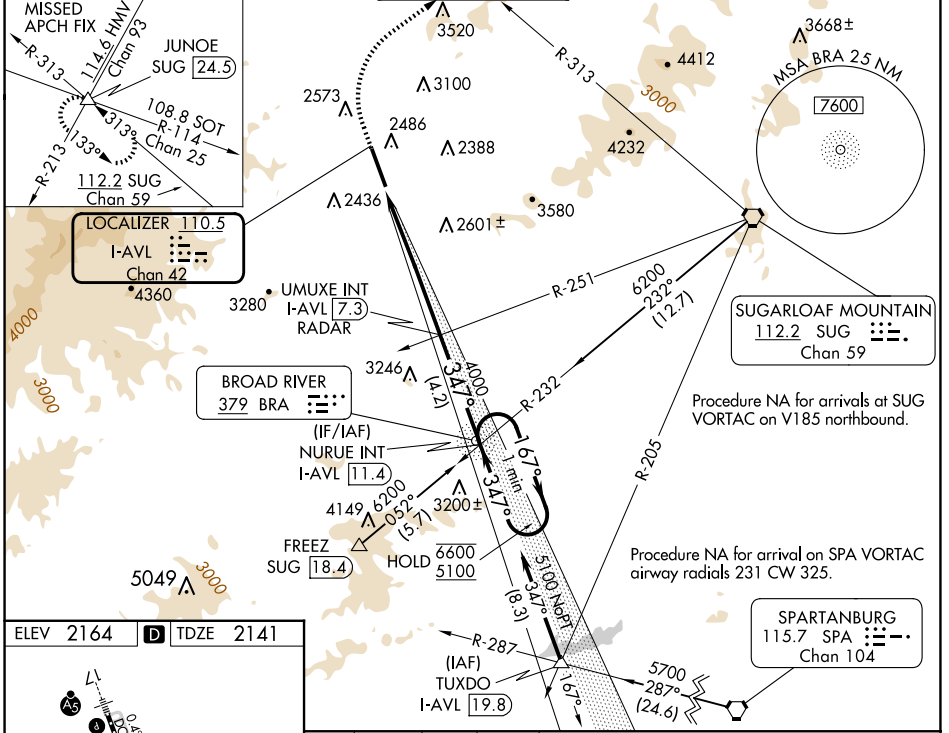 MISSED
APCH FIX
R-313
114.6 HMV
Chan 93
JUNOE
SUG 24.5
108.8 SOT
R-114
Chan 25
313°
133°
R-213
112.2 SUG
Chan 59
3520
3100
2573
2486
2388
2436
2601±
3580
R-313
4412
3000
4232
3668±
MSA BRA 25 NM
7600
LOCALIZER 110.5
I-AVL
Chan 42
4360
3280
4000
3000
UMUXE INT
I-AVL 7.3
RADAR
R-251
6200
232°
(12.7)
SUGARLOAF MOUNTAIN
112.2 SUG
Chan 59
3246
4000
347°
(4.2)
R-232
BROAD RIVER
379 BRA
(IF/IAF)
NURUE INT
I-AVL 11.4
167°
1 min
347°
R-205
Procedure NA for arrivals at SUG
VORTAC on V185 northbound.
4149
6200
052°
(5.7)
3200±
FREEZ
SUG 18.4
HOLD 6600
5100
5100 NoPT
347°
(8.3)
Procedure NA for arrival on SPA VORTAC
airway radials 231 CW 325.
5049
3000
SPARTANBURG
115.7 SPA
Chan 104
R-287
(IAF)
TUXDO
I-AVL 19.8
167°
5700
287°
(24.6)
ELEV 2164 D TDZE 2141
17
A5
P